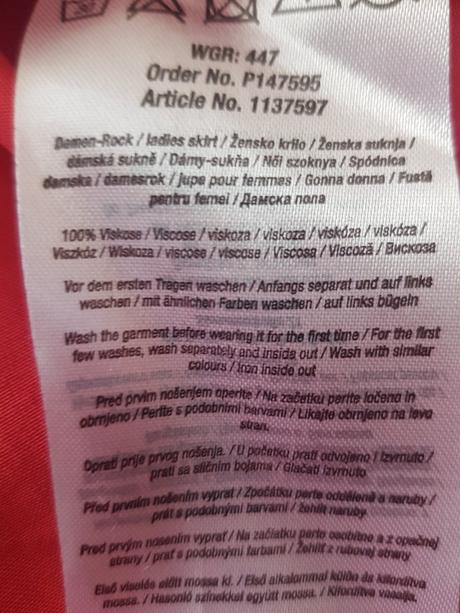 WGR: 447
Order No. P147595
Article No. 1137597
Damen-Rock / ladies skirt / Žensko krilo / Ženska suknja /
dámská sukně / Dámy-sukňa / Női szoknya / Spódnica
damska / damesrok / jupe pour femmes / Gonna donna / Fustă
pentru femei / Дамска пола
100% Viskose / Viscose / viskoza / viskoza / viskóza / viskóza /
Viszkóz / Wiskoza / viscose / viscose / Viscosa / Viscoză / Вискоза
Vor dem ersten Tragen waschen / Anfangs separat und auf links
waschen / mit ähnlichen Farben waschen / auf links bügeln
Wash the garment before wearing it for the first time / For the first
few washes, wash separately and inside out / Wash with similar
colours / Iron inside out
Pred prvim nošenjem operite / Na začetku perite ločeno in
obrnjeno / Perite s podobnimi barvami / Likajte obrnjeno na levo
stran.
Oprati prije prvog nošenja. / U početku prati odvojeno i izvrnuto /
prati sa sličnim bojama / Glačati izvrnuto
Před prvním nošením vyprat / Zpočátku perte odděleně a naruby /
prát s podobnými barvami / žehlit naruby
Pred prvým nosením vyprať / Na začiatku perte osobitne a z opačnej
strany / prať s podobnými farbami / Žehliť z rubovej strany
Első viselés előtt mossa ki. / Első alkalommal külön és kifordítva
mossa. / Hasonló színekkel együtt mossa. / Kifordítva vasalja.